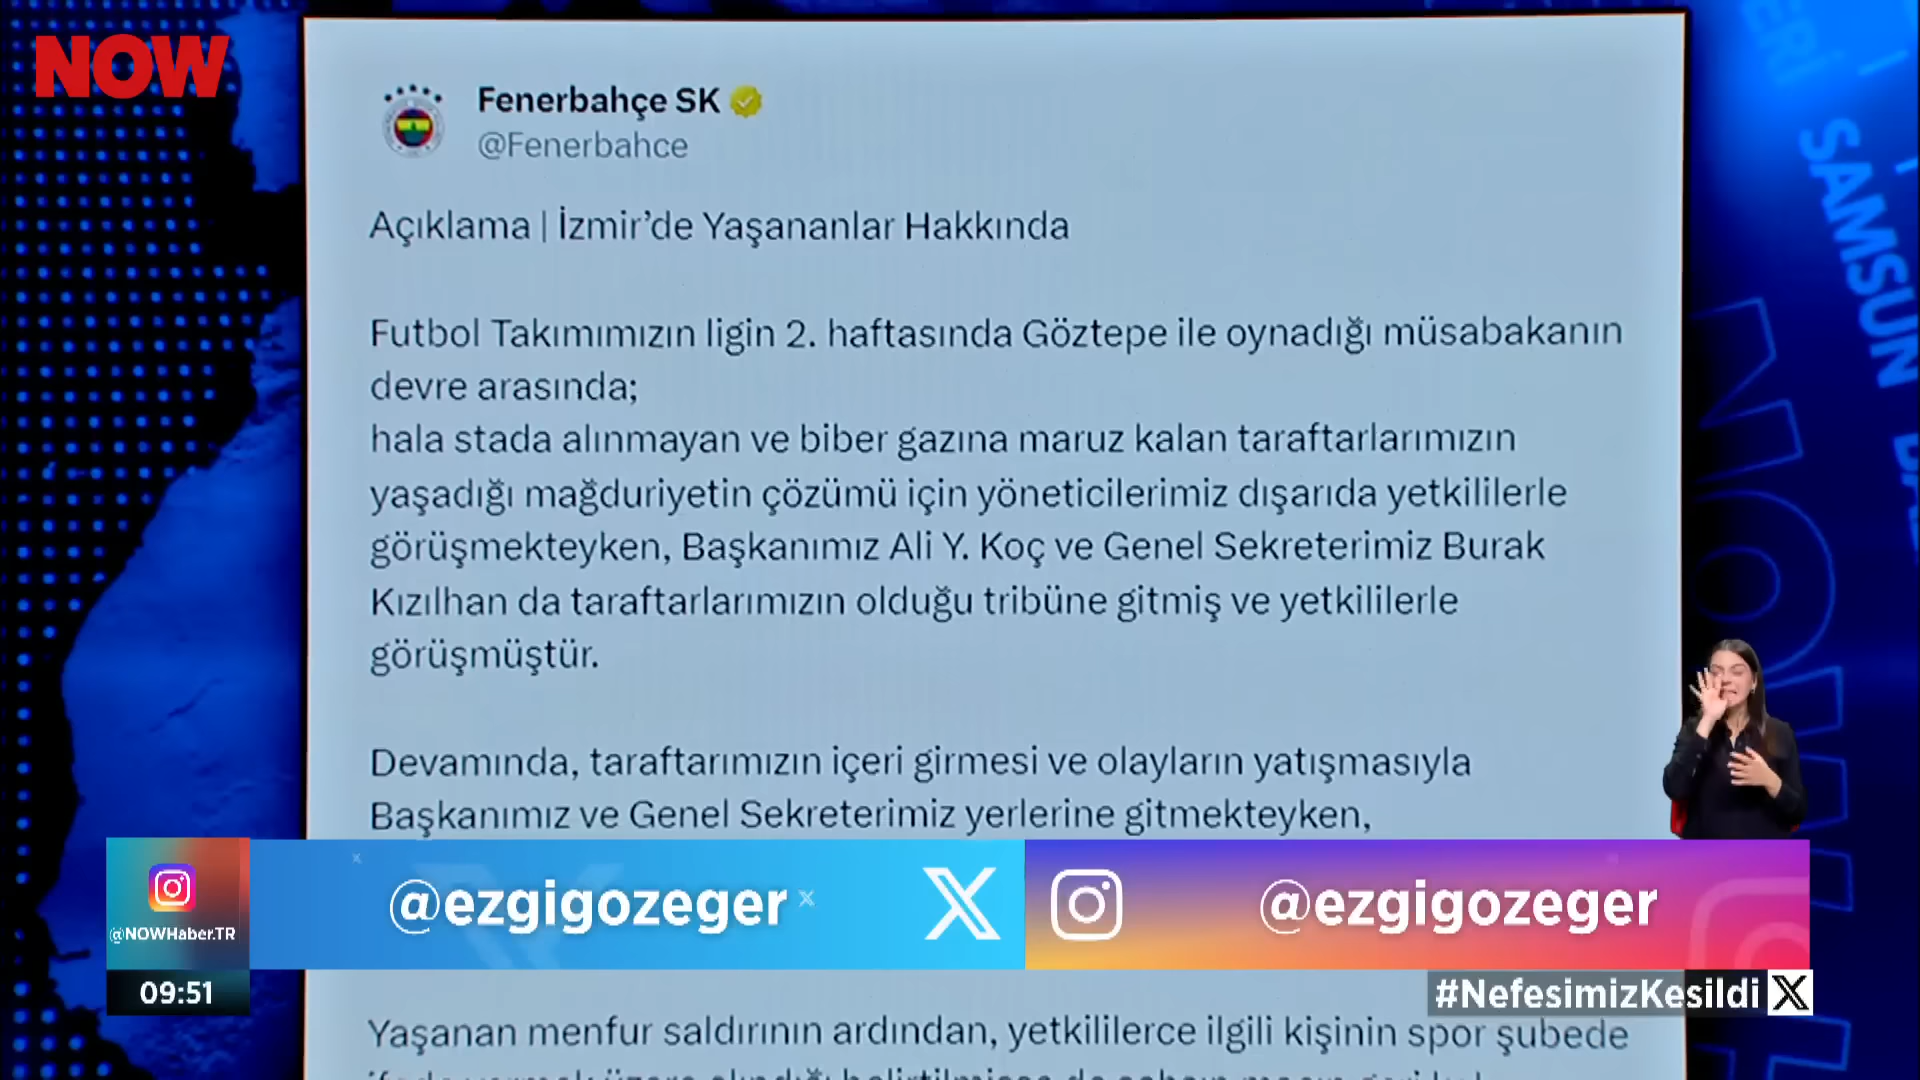 NOW
Fenerbahçe SK
@Fenerbahce
Açıklama | İzmir’de Yaşananlar Hakkında
Futbol Takımımızın ligin 2. haftasında Göztepe ile oynadığı müsabakanın
devre arasında;
hala stada alınmayan ve biber gazına maruz kalan taraftarlarımızın
yaşadığı mağduriyetin çözümü için yöneticilerimiz dışarıda yetkililerle
görüşmekteyken, Başkanımız Ali Y. Koç ve Genel Sekreterimiz Burak
Kızılhan da taraftarlarımızın olduğu tribüne gitmiş ve yetkililerle
görüşmüştür.
Devamında, taraftarımızın içeri girmesi ve olayların yatışmasıyla
Başkanımız ve Genel Sekreterimiz yerlerine gitmekteyken,
@NOWHaber.TR
@ezgigozeger
@ezgigozeger
09:51
#NefesimizKesildi
Yaşanan menfur saldırının ardından, yetkililerce ilgili kişinin spor şubede
SAMSUN
NOW